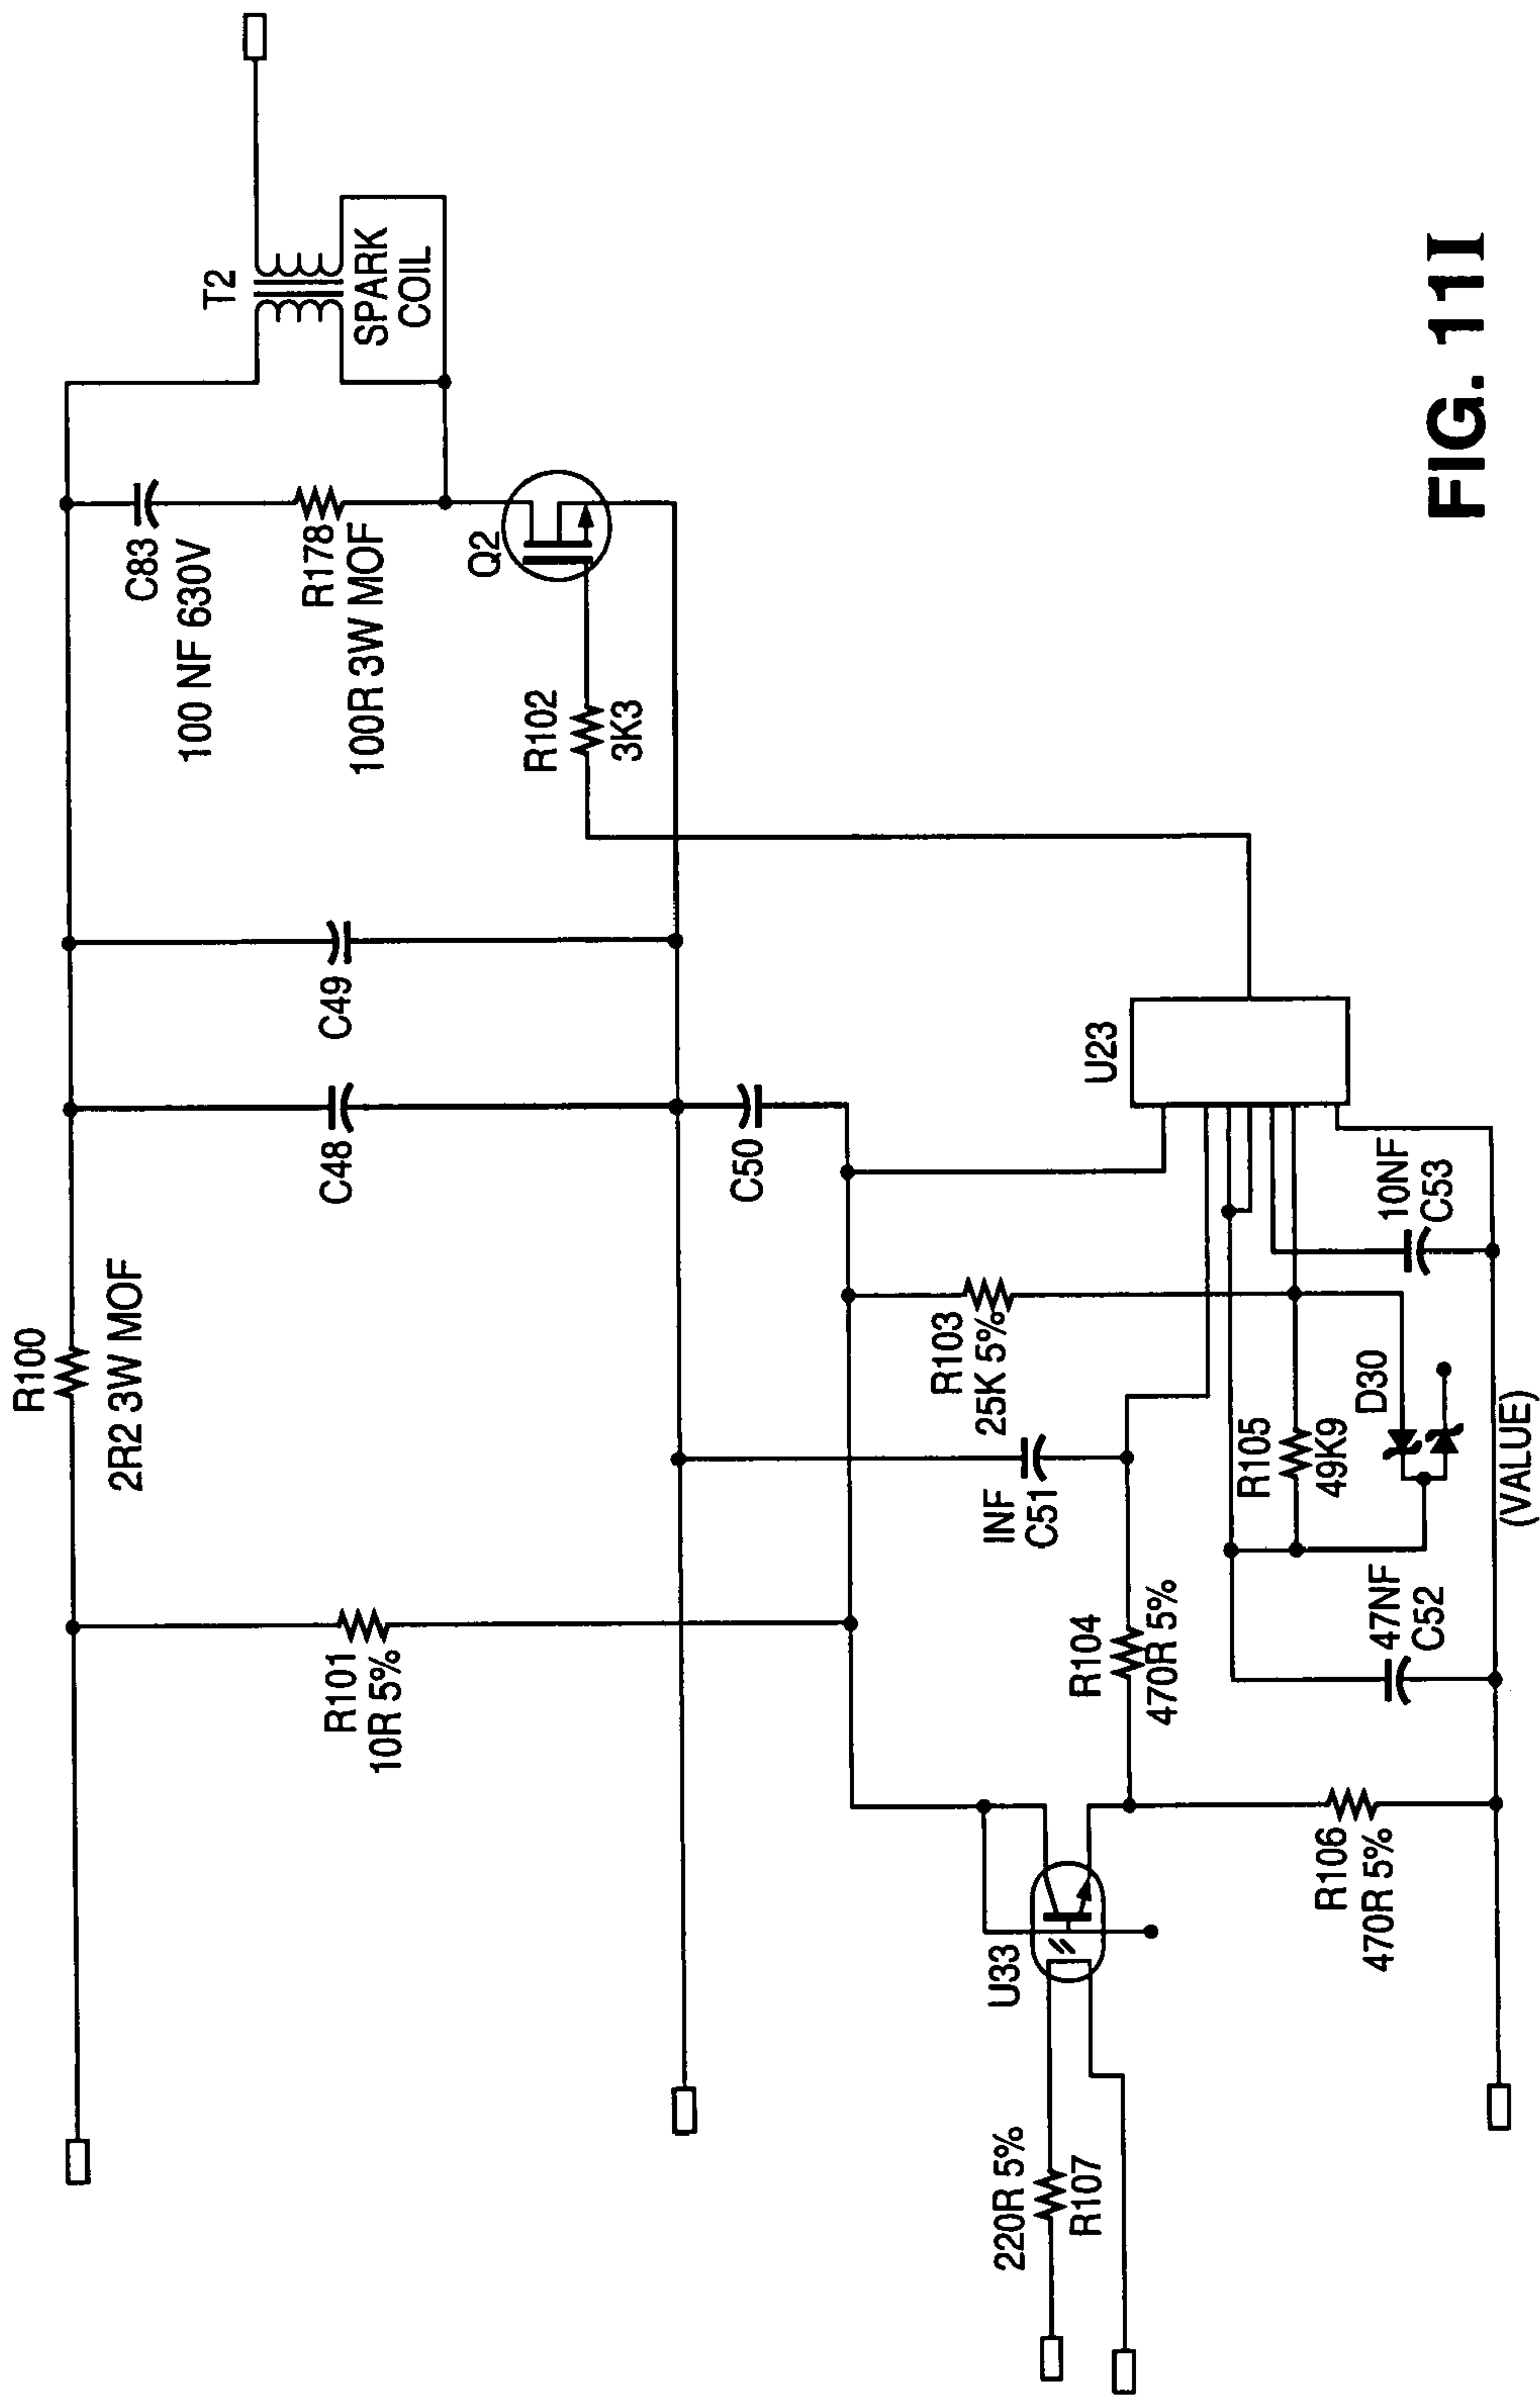 R100
2R2 3W MOF
R101
10R 5%
C48
C49
C83
100 NF 630V
R178
100R 3W MOF
T2
SPARK
COIL
Q2
R102
3K3
C50
U23
R103
25K 5%
INF
C51
R104
470R 5%
U33
220R 5%
R107
R106
470R 5%
47NF
C52
R105
49K9
D30
10NF
C53
(VALUE)
FIG. 11I